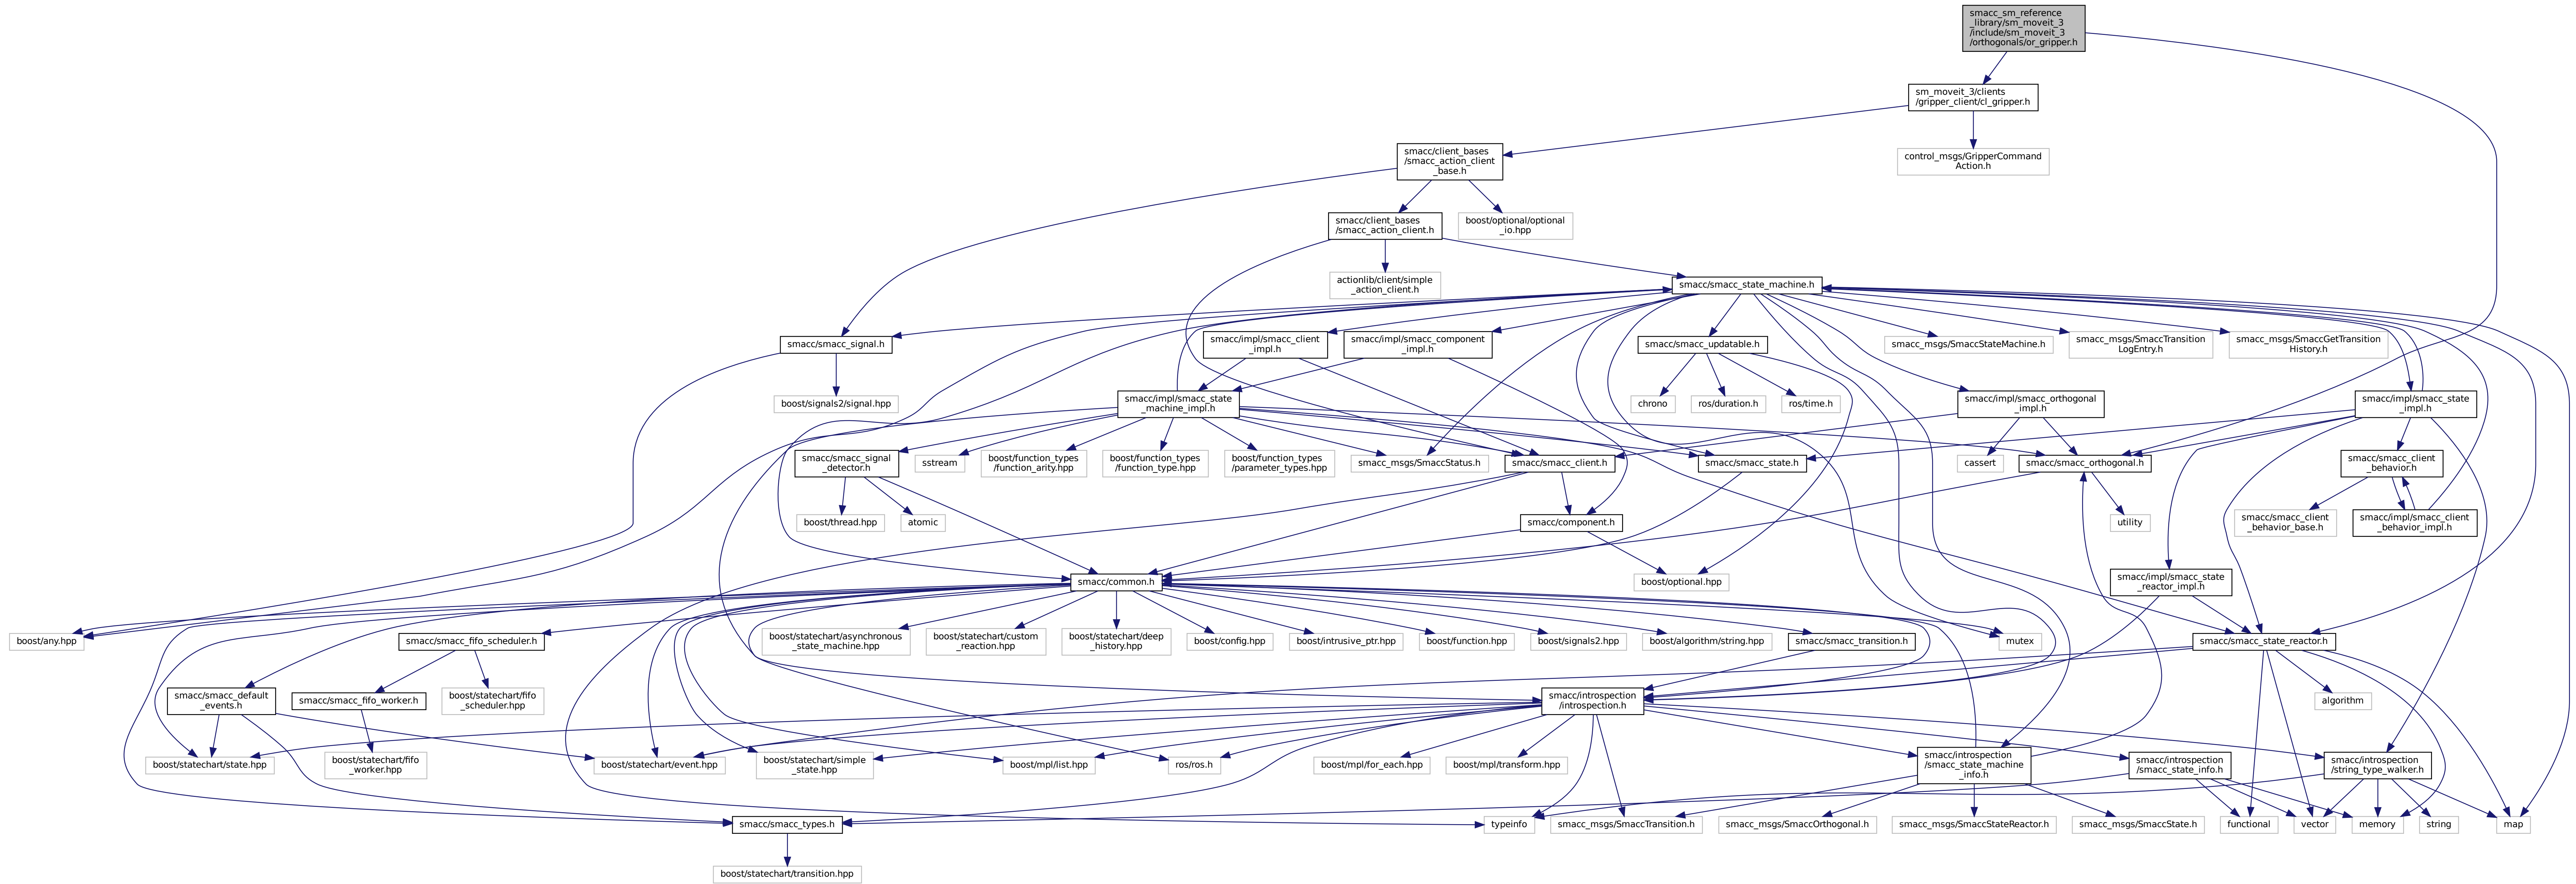 smacc_sm_reference
_library/sm_moveit_3
/include/sm_moveit_3
/orthogonals/or_gripper.h
sm_moveit_3/clients
/gripper_client/cl_gripper.h
smacc/client_bases
/smacc_action_client
_base.h
control_msgs/GripperCommand
Action.h
smacc/client_bases
/smacc_action_client.h
boost/optional/optional
_io.hpp
actionlib/client/simple
_action_client.h
smacc/smacc_state_machine.h
smacc/smacc_signal.h
smacc/impl/smacc_client
_impl.h
smacc/impl/smacc_component
_impl.h
smacc/smacc_updatable.h
smacc_msgs/SmaccStateMachine.h
smacc_msgs/SmaccTransition
LogEntry.h
smacc_msgs/SmaccGetTransition
History.h
boost/signals2/signal.hpp
smacc/impl/smacc_state
_machine_impl.h
chrono
ros/duration.h
ros/time.h
smacc/impl/smacc_orthogonal
_impl.h
smacc/impl/smacc_state
_impl.h
smacc/smacc_signal
_detector.h
sstream
boost/function_types
/function_arity.hpp
boost/function_types
/function_type.hpp
boost/function_types
/parameter_types.hpp
smacc_msgs/SmaccStatus.h
smacc/smacc_client.h
smacc/smacc_state.h
cassert
smacc/smacc_orthogonal.h
smacc/smacc_client
_behavior.h
boost/thread.hpp
atomic
smacc/component.h
utility
smacc/smacc_client
_behavior_base.h
smacc/impl/smacc_client
_behavior_impl.h
smacc/common.h
boost/optional.hpp
smacc/impl/smacc_state
_reactor_impl.h
boost/any.hpp
smacc/smacc_fifo_scheduler.h
boost/statechart/asynchronous
_state_machine.hpp
boost/statechart/custom
_reaction.hpp
boost/statechart/deep
_history.hpp
boost/config.hpp
boost/intrusive_ptr.hpp
boost/function.hpp
boost/signals2.hpp
boost/algorithm/string.hpp
smacc/smacc_transition.h
mutex
smacc/smacc_state_reactor.h
smacc/smacc_default
_events.h
smacc/smacc_fifo_worker.h
boost/statechart/fifo
_scheduler.hpp
smacc/introspection
/introspection.h
algorithm
boost/statechart/state.hpp
boost/statechart/fifo
_worker.hpp
boost/statechart/event.hpp
boost/statechart/simple
_state.hpp
boost/mpl/list.hpp
ros/ros.h
boost/mpl/for_each.hpp
boost/mpl/transform.hpp
smacc/introspection
/smacc_state_machine
_info.h
smacc/introspection
/smacc_state_info.h
smacc/introspection
/string_type_walker.h
smacc/smacc_types.h
typeinfo
smacc_msgs/SmaccTransition.h
smacc_msgs/SmaccOrthogonal.h
smacc_msgs/SmaccStateReactor.h
smacc_msgs/SmaccState.h
functional
vector
memory
string
map
boost/statechart/transition.hpp